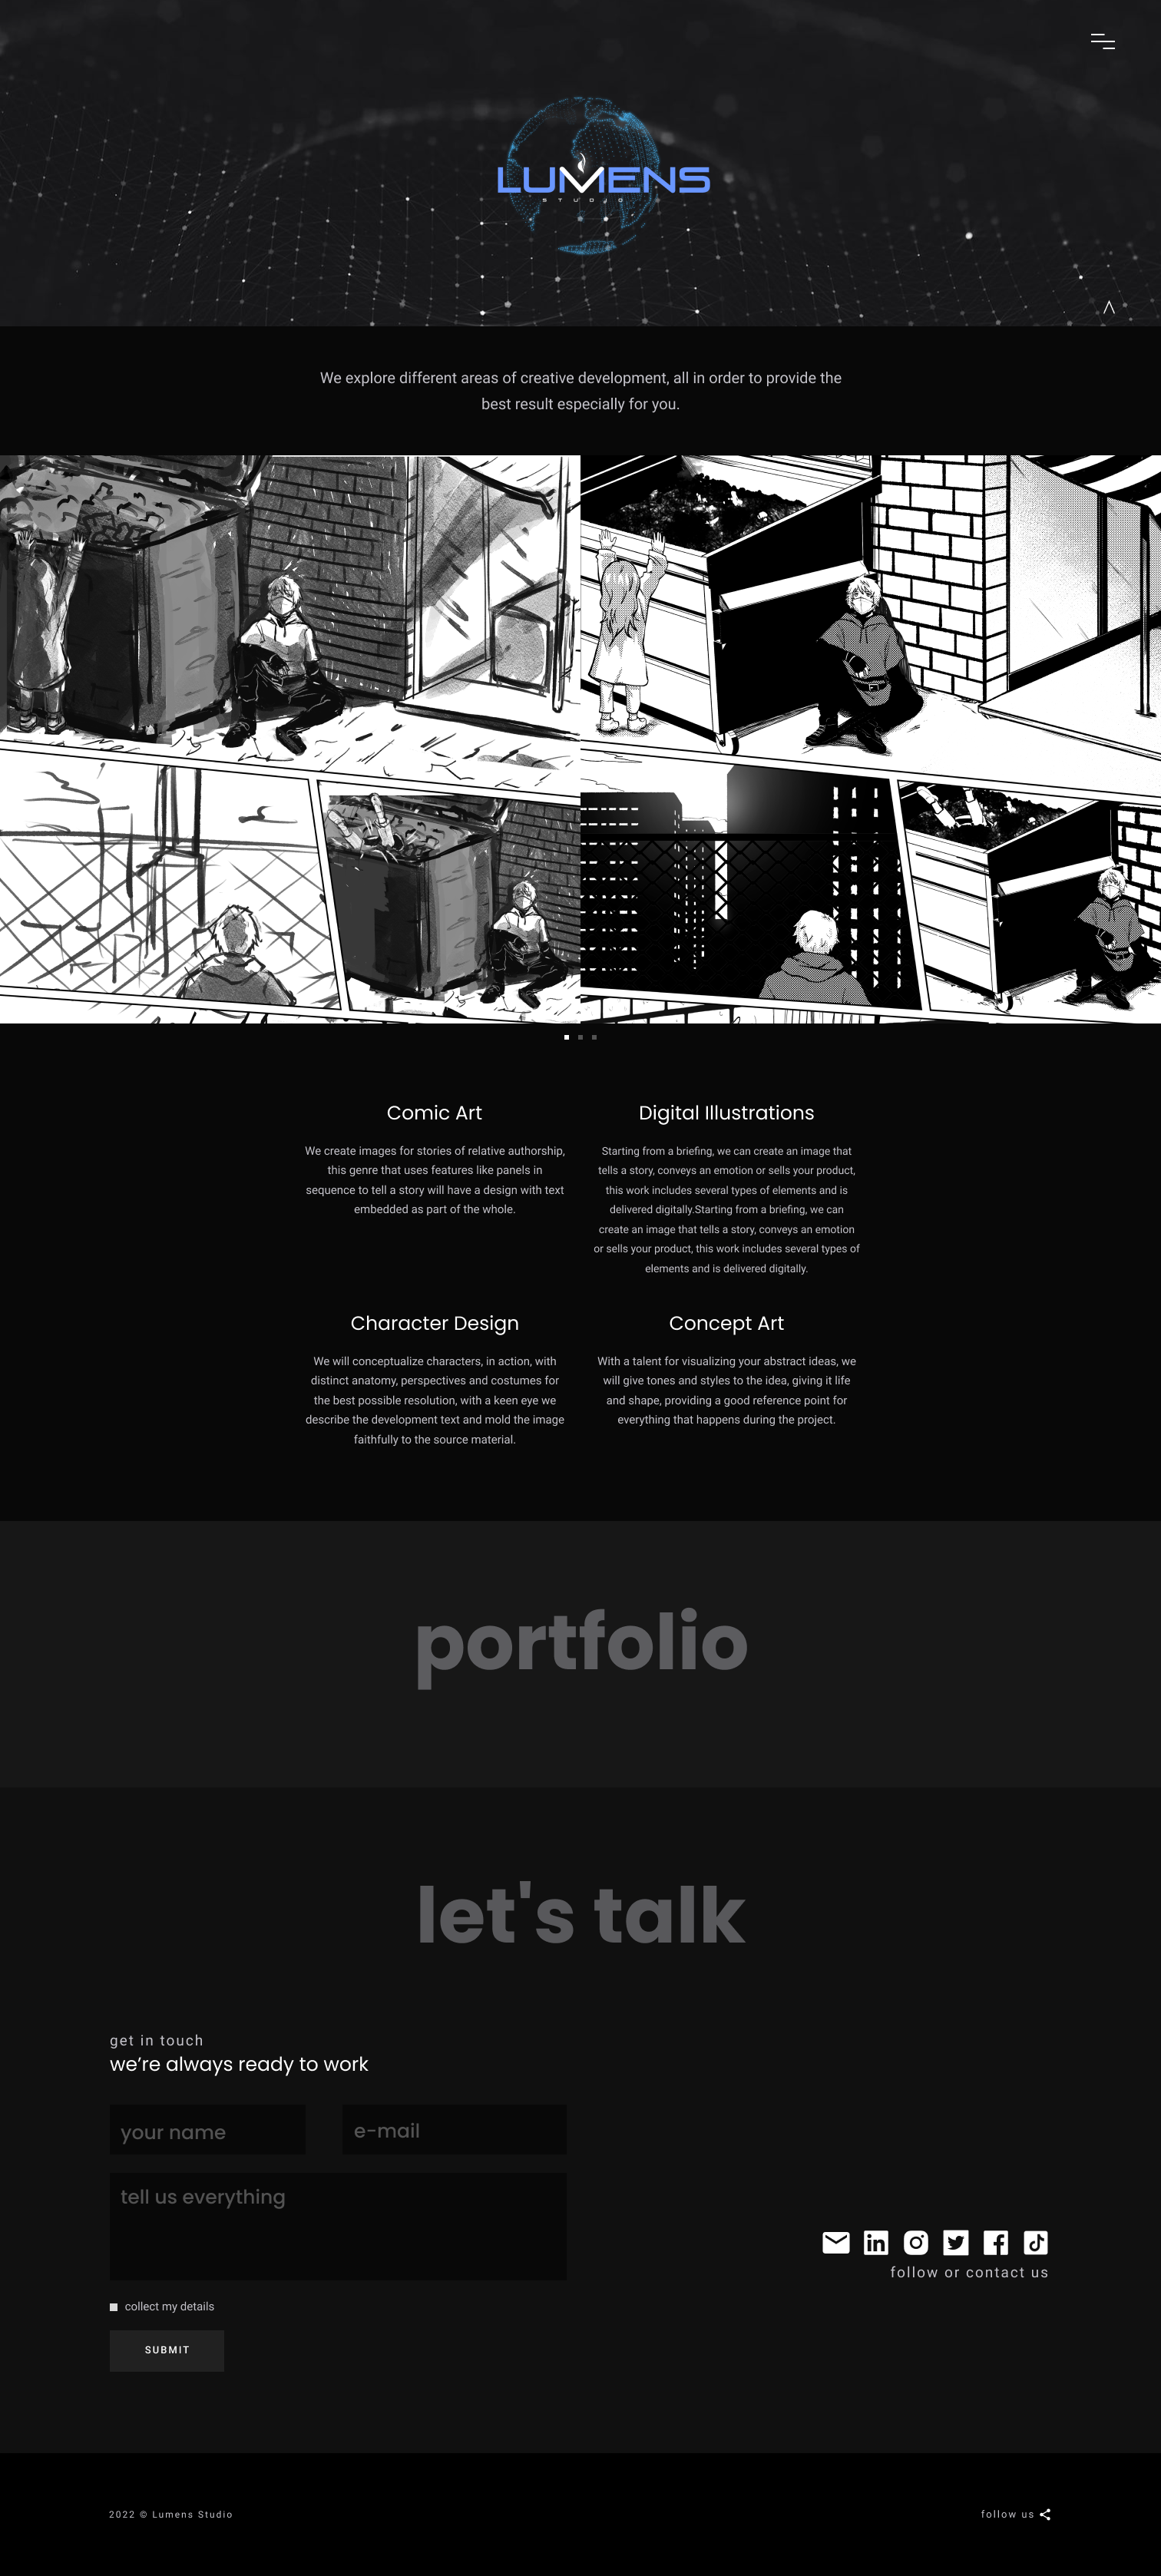 LUMENS
STUDIO
We explore different areas of creative development, all in order to provide the
best result especially for you.
Comic Art
We create images for stories of relative authorship,
this genre that uses features like panels in
sequence to tell a story will have a design with text
embedded as part of the whole.
Digital Illustrations
Starting from a briefing, we can create an image that
tells a story, conveys an emotion or sells your product,
this work includes several types of elements and is
delivered digitally.Starting from a briefing, we can
create an image that tells a story, conveys an emotion
or sells your product, this work includes several types of
elements and is delivered digitally.
Character Design
We will conceptualize characters, in action, with
distinct anatomy, perspectives and costumes for
the best possible resolution, with a keen eye we
describe the development text and mold the image
faithfully to the source material.
Concept Art
With a talent for visualizing your abstract ideas, we
will give tones and styles to the idea, giving it life
and shape, providing a good reference point for
everything that happens during the project.
portfolio
let's talk
get in touch
we’re always ready to work
your name
e-mail
tell us everything
collect my details
SUBMIT
follow or contact us
2022 © Lumens Studio
follow us